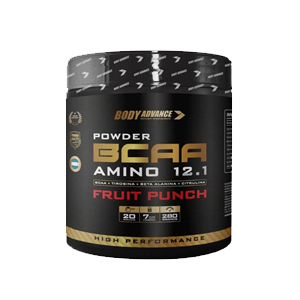 BODY ADVANCE
POWDER
BCAA
AMINO 12.1
BCAA + TIROSINA + BETA ALANINA + CITRULINA
FRUIT PUNCH
20 7 280
HIGH PERFORMANCE